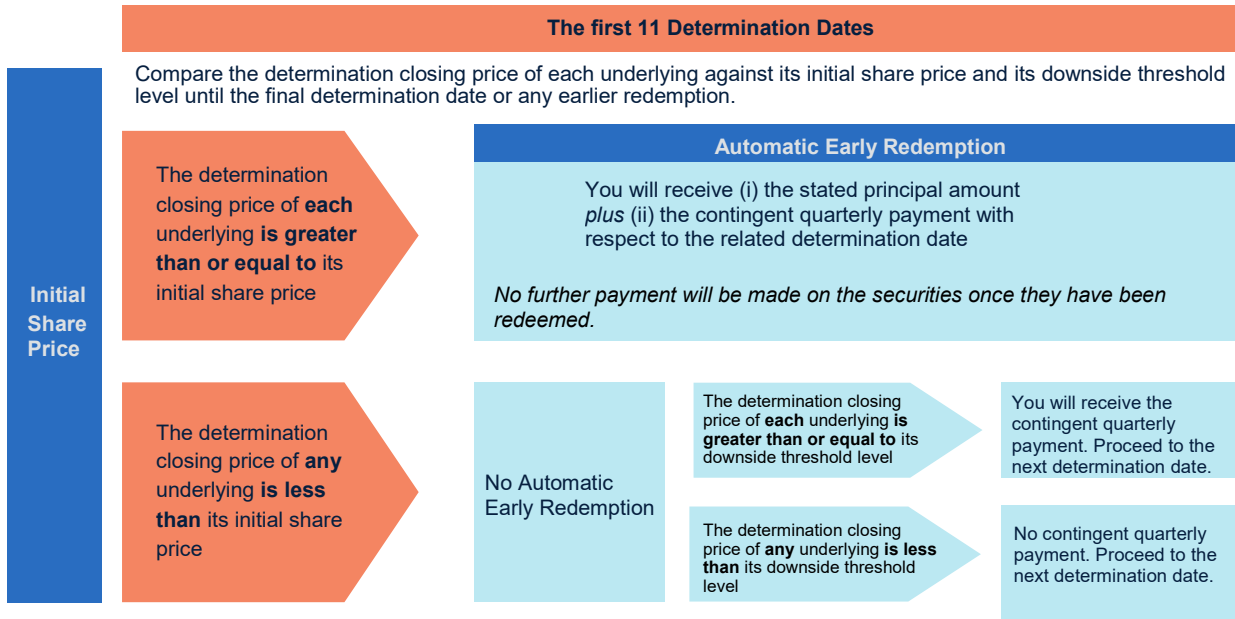 The first 11 Determination Dates
Compare the determination closing price of each underlying against its initial share price and its downside threshold
level until the final determination date or any earlier redemption.
Initial
Share
Price
The determination
closing price of each
underlying is greater
than or equal to its
initial share price
Automatic Early Redemption
You will receive (i) the stated principal amount
plus (ii) the contingent quarterly payment with
respect to the related determination date
No further payment will be made on the securities once they have been
redeemed.
The determination
closing price of any
underlying is less
than its initial share
price
No Automatic
Early Redemption
The determination closing
price of each underlying is
greater than or equal to its
downside threshold level
You will receive the
contingent quarterly
payment. Proceed to the
next determination date.
The determination closing
price of any underlying is less
than its downside threshold
level
No contingent quarterly
payment. Proceed to the
next determination date.